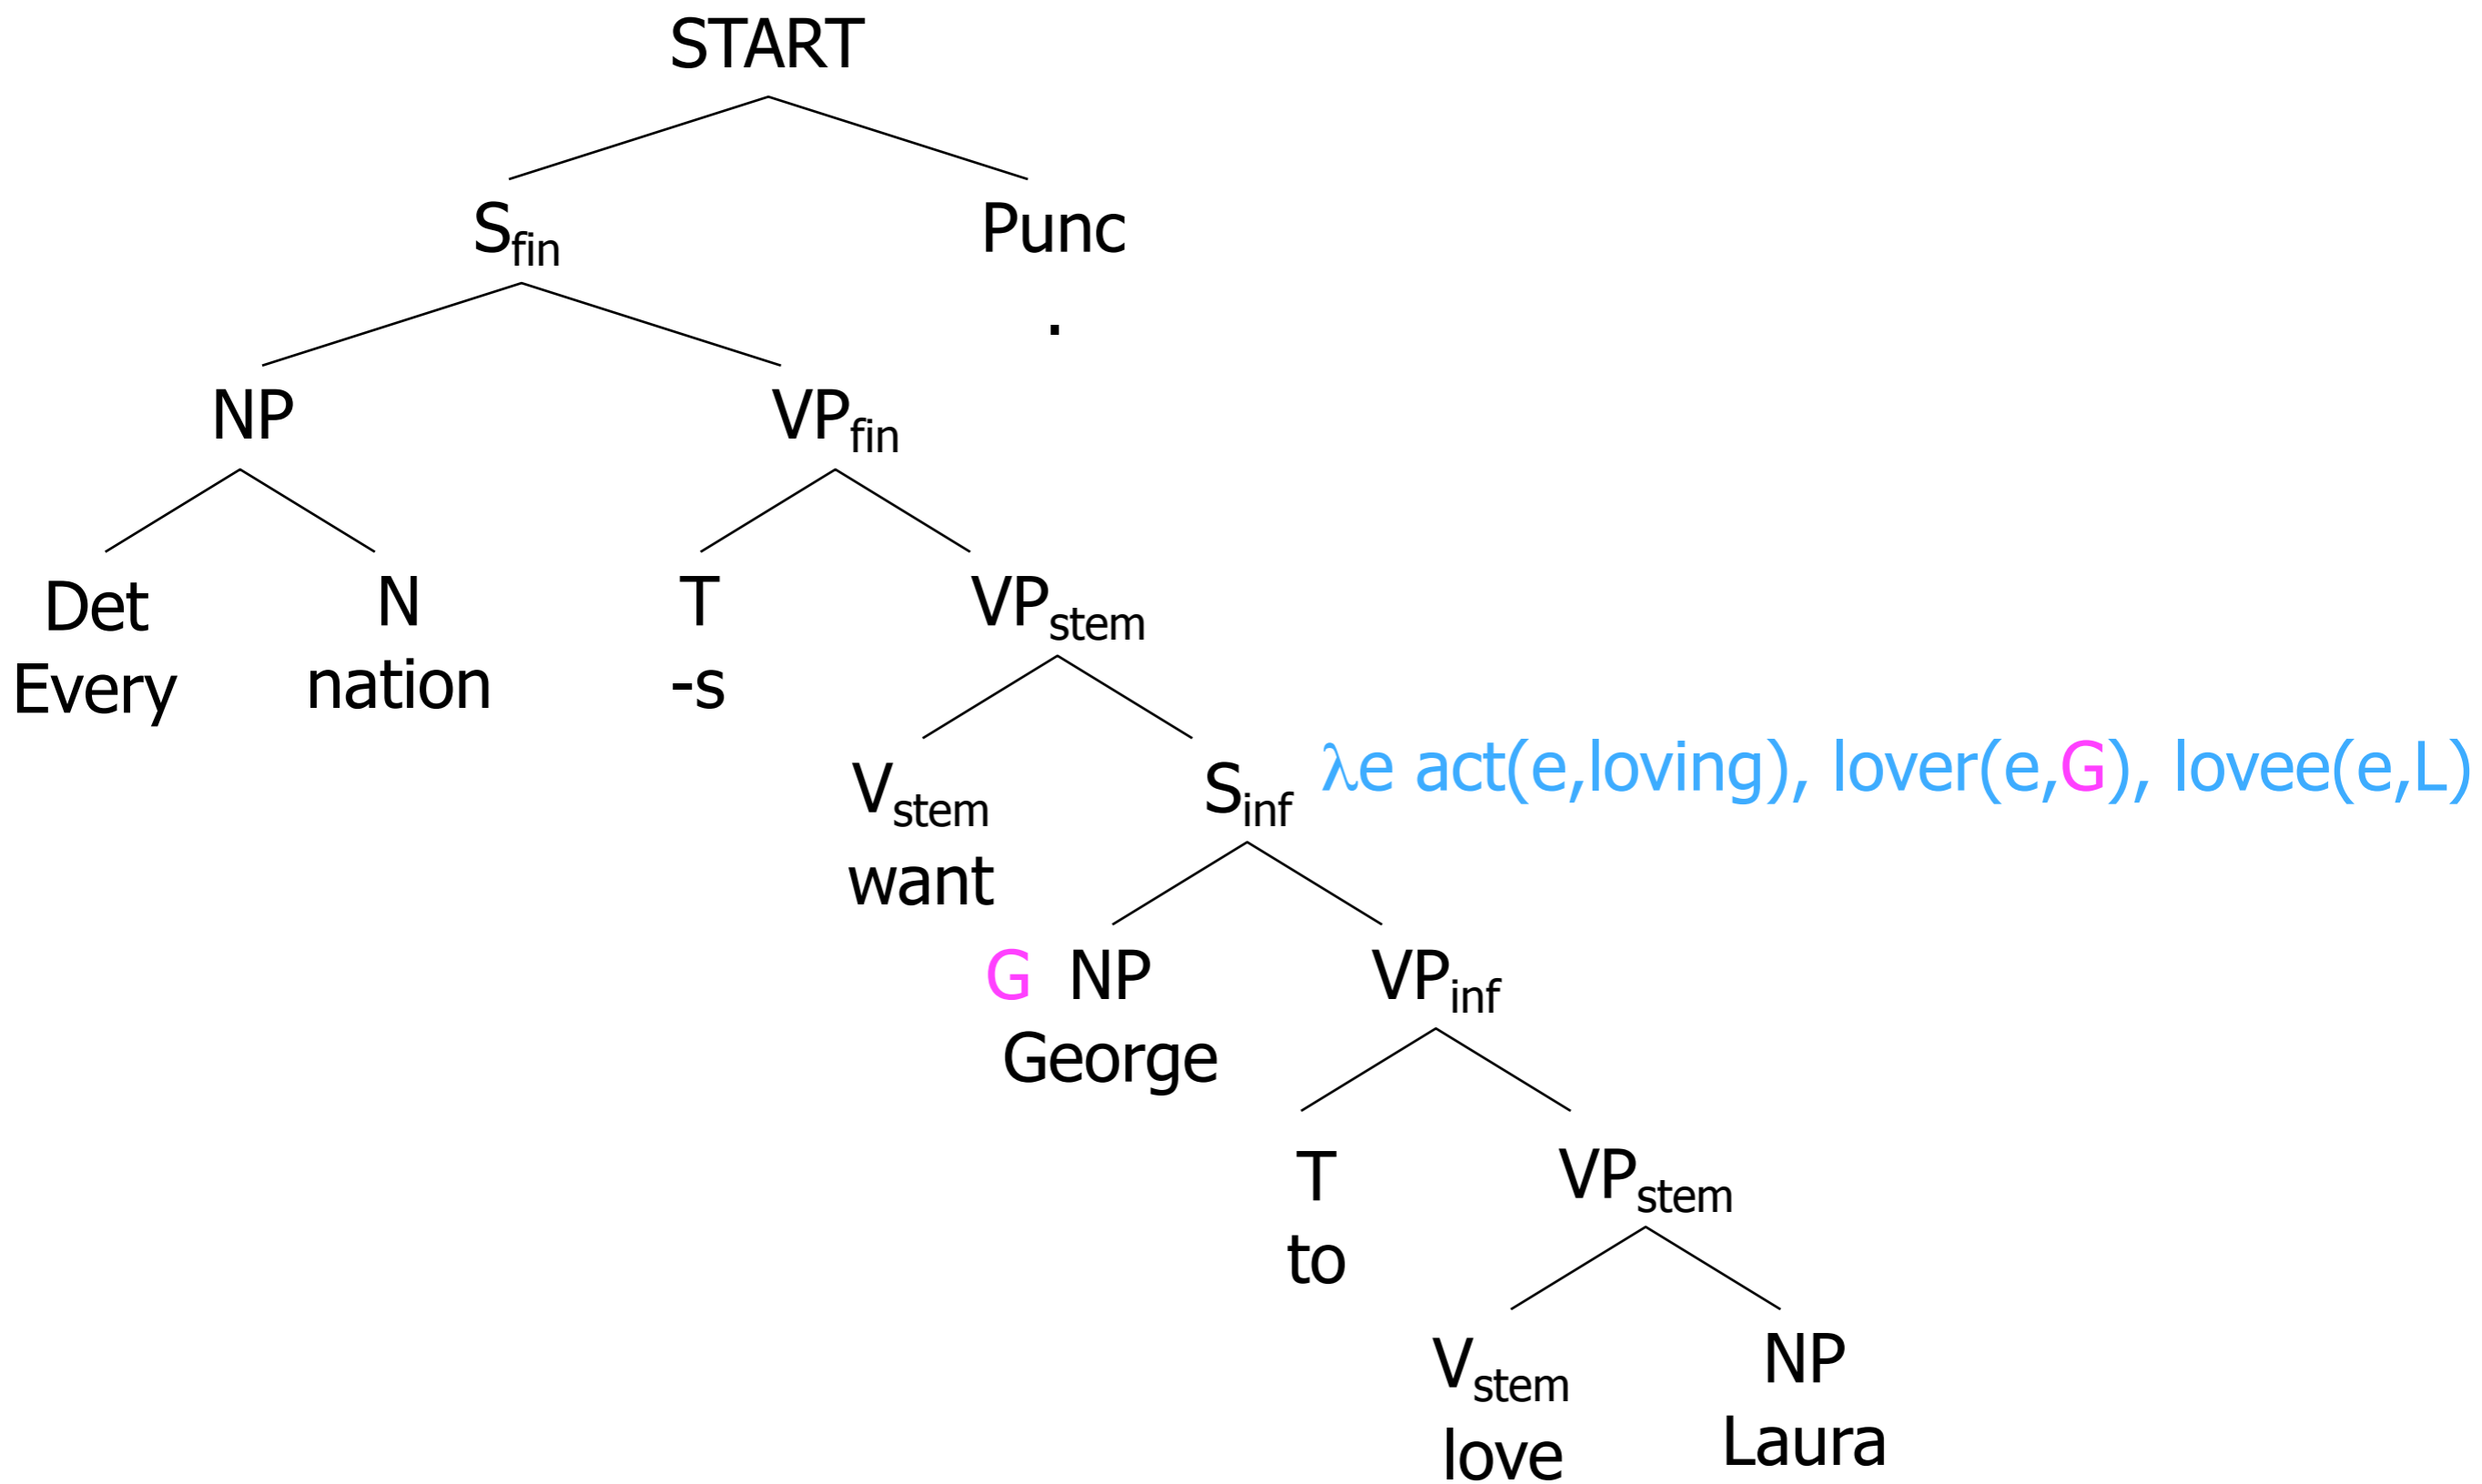 START
Sfin Punc
.
NP VPfin
Det N T VPstem
Every nation -s
Vstem Sinf λe act(e,loving), lover(e,G), lovee(e,L)
want
G NP VPinf
George
T VPstem
to
Vstem NP
love Laura